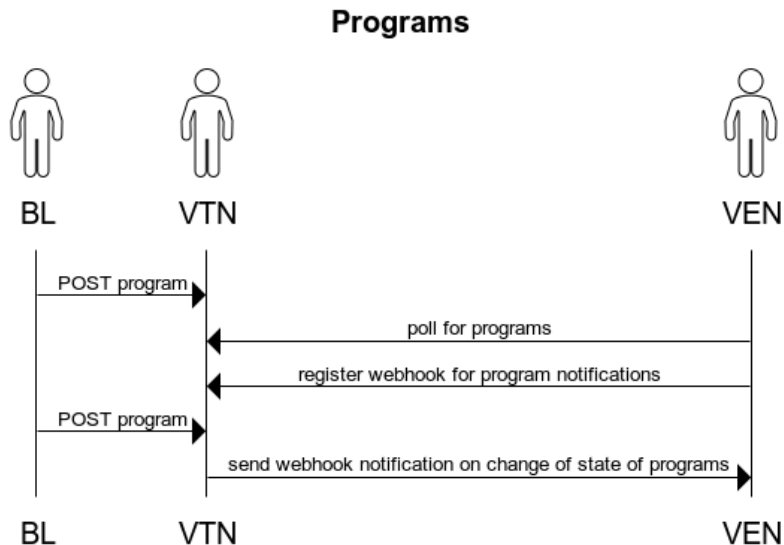 Programs
BL
VTN
VEN
POST program
poll for programs
register webhook for program notifications
POST program
send webhook notification on change of state of programs
BL
VTN
VEN